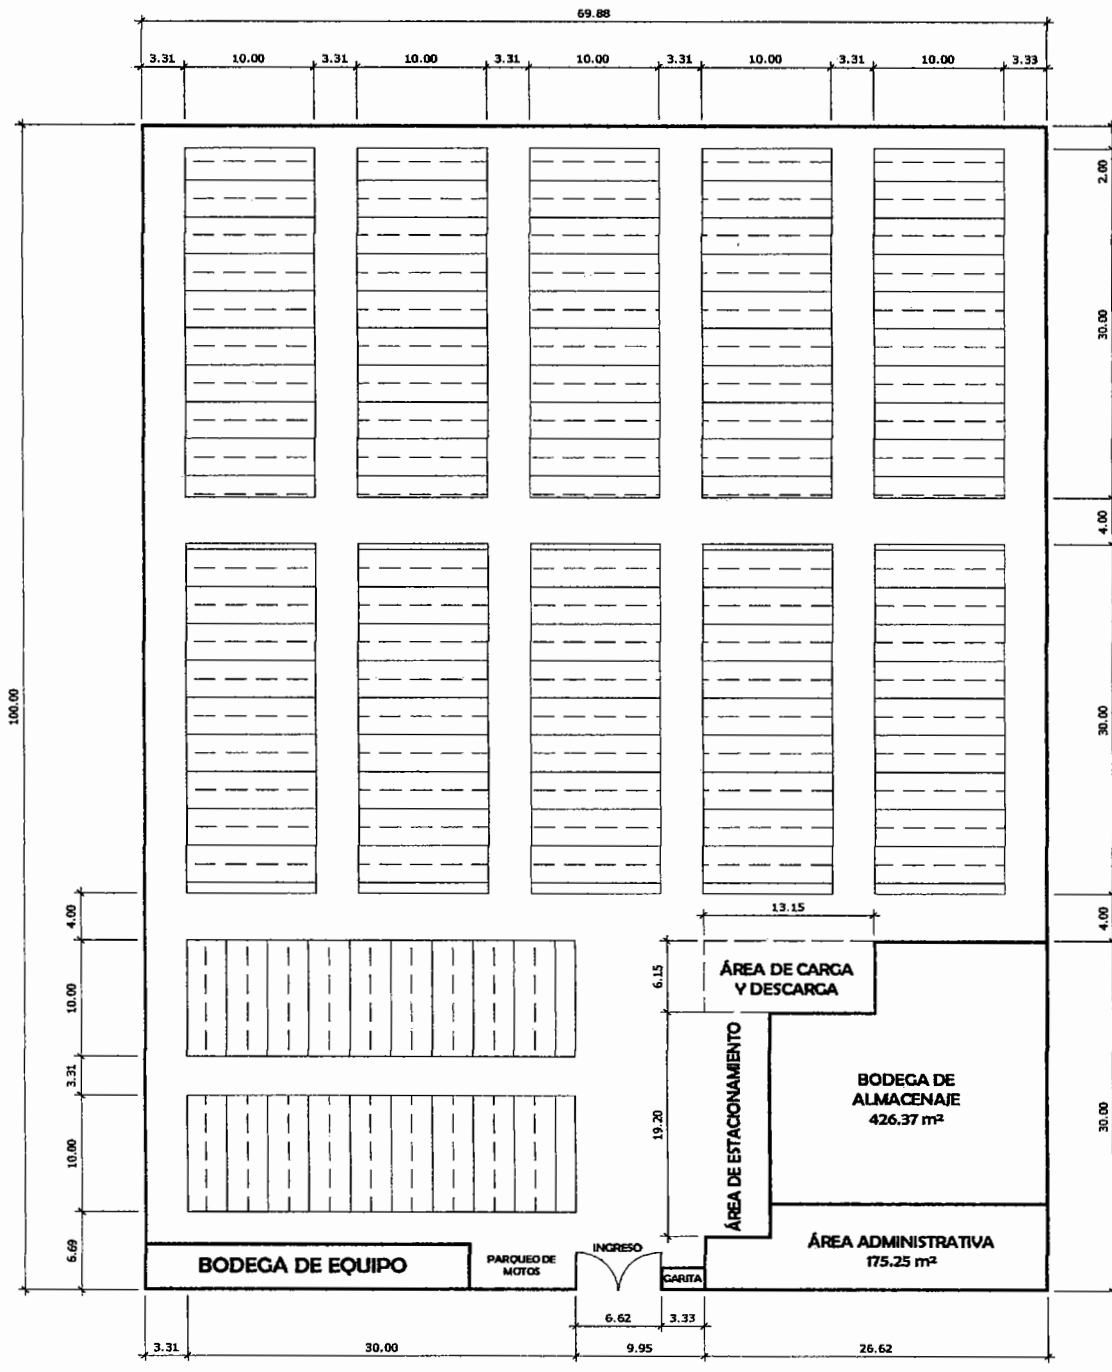 69.88
3.31 10.00 3.31 10.00 3.31 10.00 3.31 10.00 3.31 10.00 3.33
2.00
30.00
4.00
100.00
30.00
4.00
4.00
13.15
6.15
ÁREA DE CARGA
Y DESCARGA
10.00
3.31
19.20
ÁREA DE ESTACIONAMIENTO
BODEGA DE
ALMACENAJE
426.37 m²
30.00
10.00
6.69
BODEGA DE EQUIPO
PARQUEO DE
MOTOS
INGRESO
GARITA
ÁREA ADMINISTRATIVA
175.25 m²
6.62 3.33
3.31 30.00 9.95 26.62